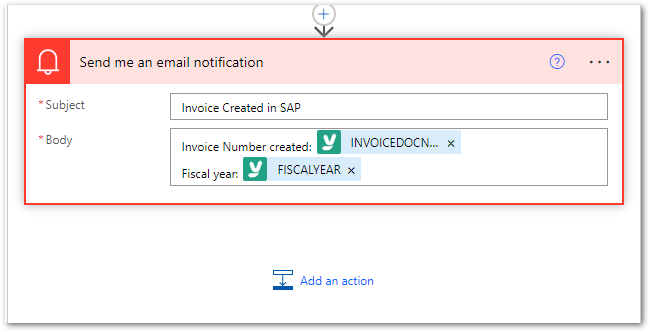 Send me an email notification
* Subject
Invoice Created in SAP
* Body
Invoice Number created: INVOICEDOCN... ×
Fiscal year: FISCALYEAR ×
Add an action